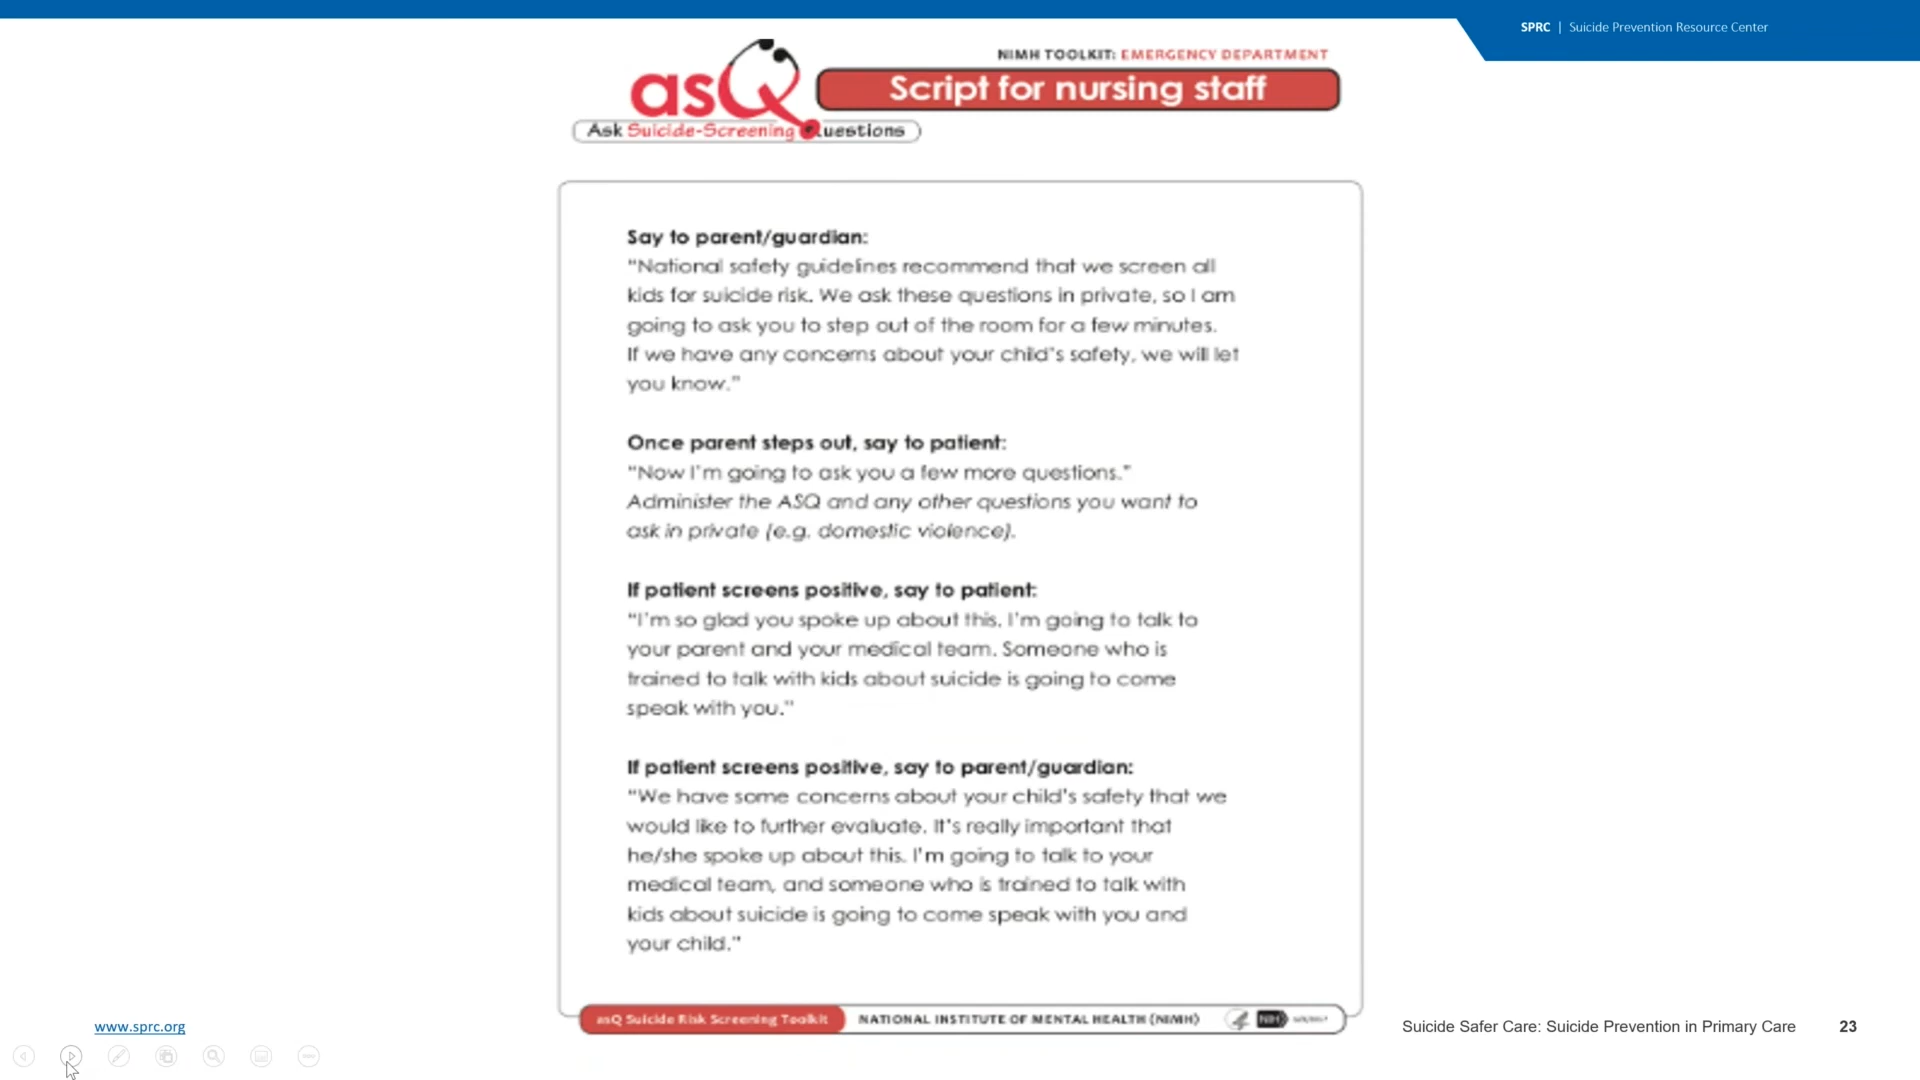 SPRC | Suicide Prevention Resource Center
NIMH TOOLKIT: EMERGENCY DEPARTMENT
asQ
Script for nursing staff
Ask Suicide-Screening Questions
Say to parent/guardian:
"National safety guidelines recommend that we screen all
kids for suicide risk. We ask these questions in private, so I am
going to ask you to step out of the room for a few minutes.
If we have any concerns about your child's safety, we will let
you know."
Once parent steps out, say to patient:
"Now I'm going to ask you a few more questions."
Administer the ASQ and any other questions you want to
ask in private (e.g. domestic violence).
If patient screens positive, say to patient:
"I'm so glad you spoke up about this. I'm going to talk to
your parent and your medical team. Someone who is
trained to talk with kids about suicide is going to come
speak with you."
If patient screens positive, say to parent/guardian:
"We have some concerns about your child's safety that we
would like to further evaluate. It's really important that
he/she spoke up about this. I'm going to talk to your
medical team, and someone who is trained to talk with
kids about suicide is going to come speak with you and
your child."
asQ Suicide Risk Screening Toolkit
NATIONAL INSTITUTE OF MENTAL HEALTH (NIMH)
NIH
www.sprc.org
Suicide Safer Care: Suicide Prevention in Primary Care
23